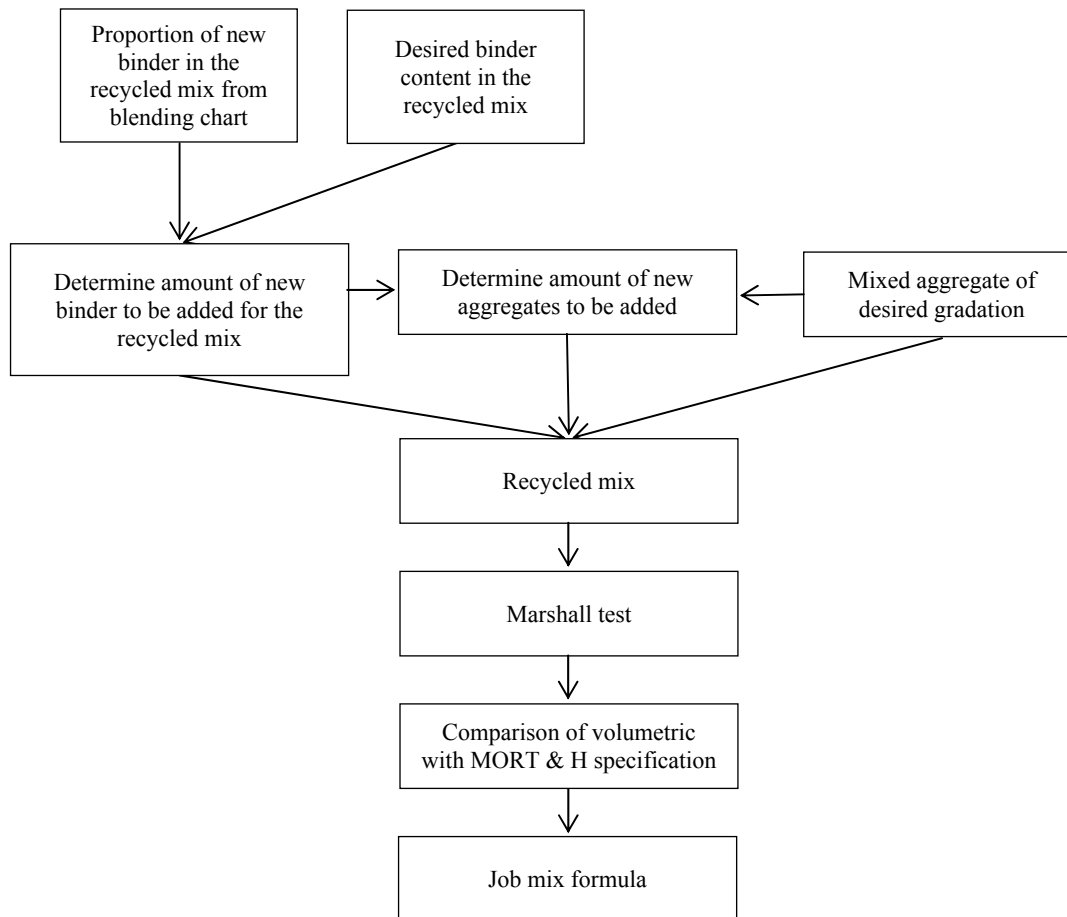 Proportion of new
binder in the
recycled mix from
blending chart
Desired binder
content in the
recycled mix
Determine amount of new
binder to be added for the
recycled mix
Determine amount of new
aggregates to be added
Mixed aggregate of
desired gradation
Recycled mix
Marshall test
Comparison of volumetric
with MORT & H specification
Job mix formula